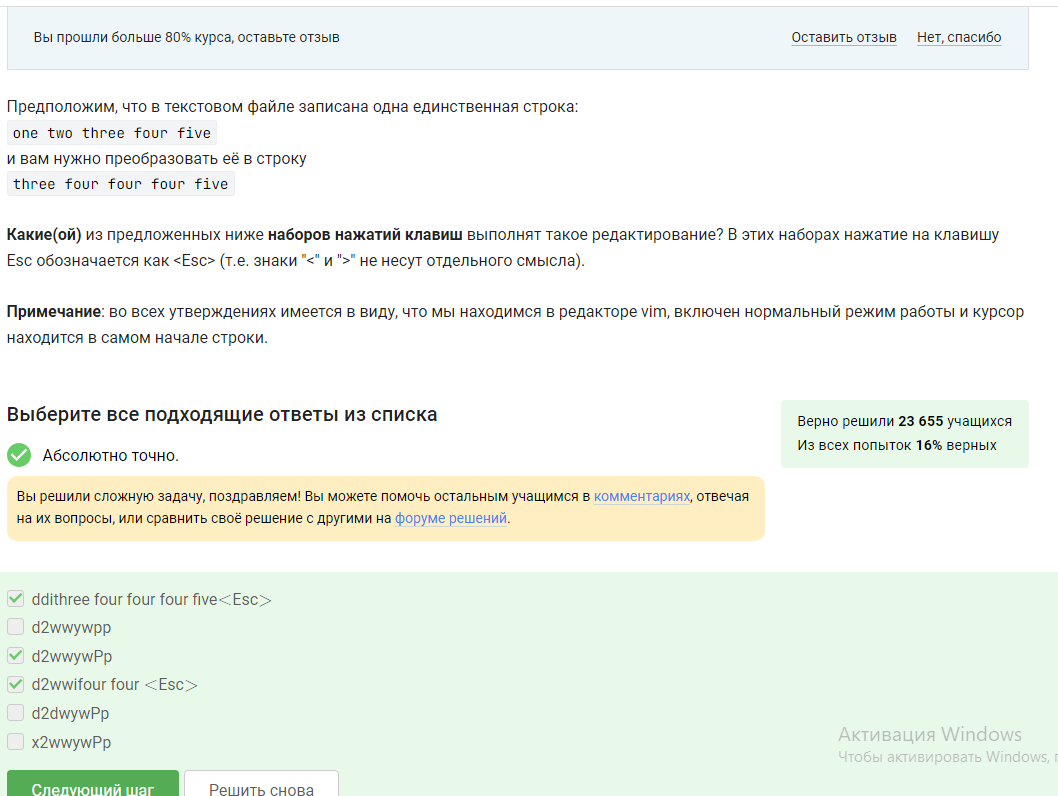 Вы прошли больше 80% курса, оставьте отзыв
Оставить отзыв
Нет, спасибо
Предположим, что в текстовом файле записана одна единственная строка:
one two three four five
и вам нужно преобразовать её в строку
three four four four five
Какие(ой) из предложенных ниже наборов нажатий клавиш выполнят такое редактирование? В этих наборах нажатие на клавишу
Esc обозначается как <Esc> (т.е. знаки "<" и ">" не несут отдельного смысла).
Примечание: во всех утверждениях имеется в виду, что мы находимся в редакторе vim, включен нормальный режим работы и курсор
находится в самом начале строки.
Выберите все подходящие ответы из списка
Верно решили 23 655 учащихся
Из всех попыток 16% верных
Абсолютно точно.
Вы решили сложную задачу, поздравляем! Вы можете помочь остальным учащимся в комментариях, отвечая
на их вопросы, или сравнить своё решение с другими на форуме решений.
ddithree four four four five<Esc>
d2wwywpp
d2wwywPp
d2wwifour four <Esc>
d2dwywPp
x2wwywPp
Активация Windows
Чтобы активировать Windows,
Следующий шаг
Решить снова